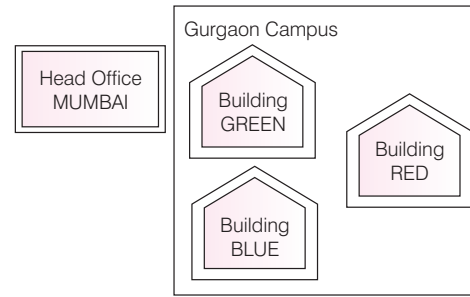 Gurgaon Campus
Head Office
MUMBAI
Building
GREEN
Building
RED
Building
BLUE